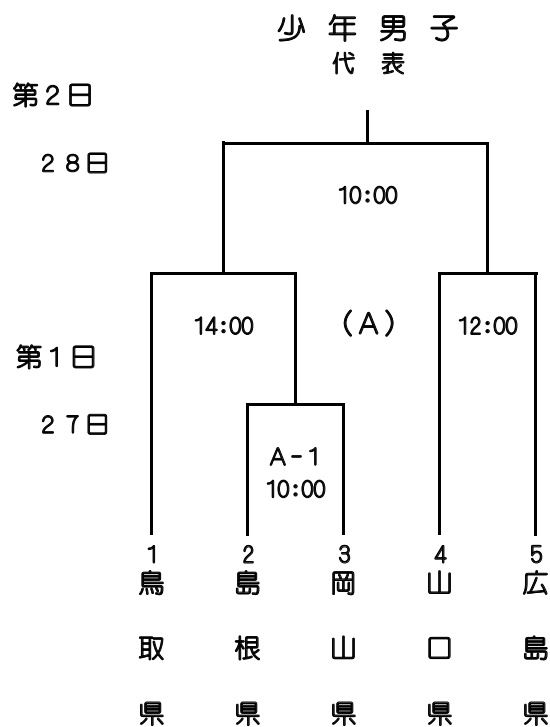 少年男子
代表
第2日
28日
10:00
14:00
(A)
12:00
第1日
27日
A-1
10:00
1 2 3 4 5
鳥取県
島根県
岡山県
山口県
広島県